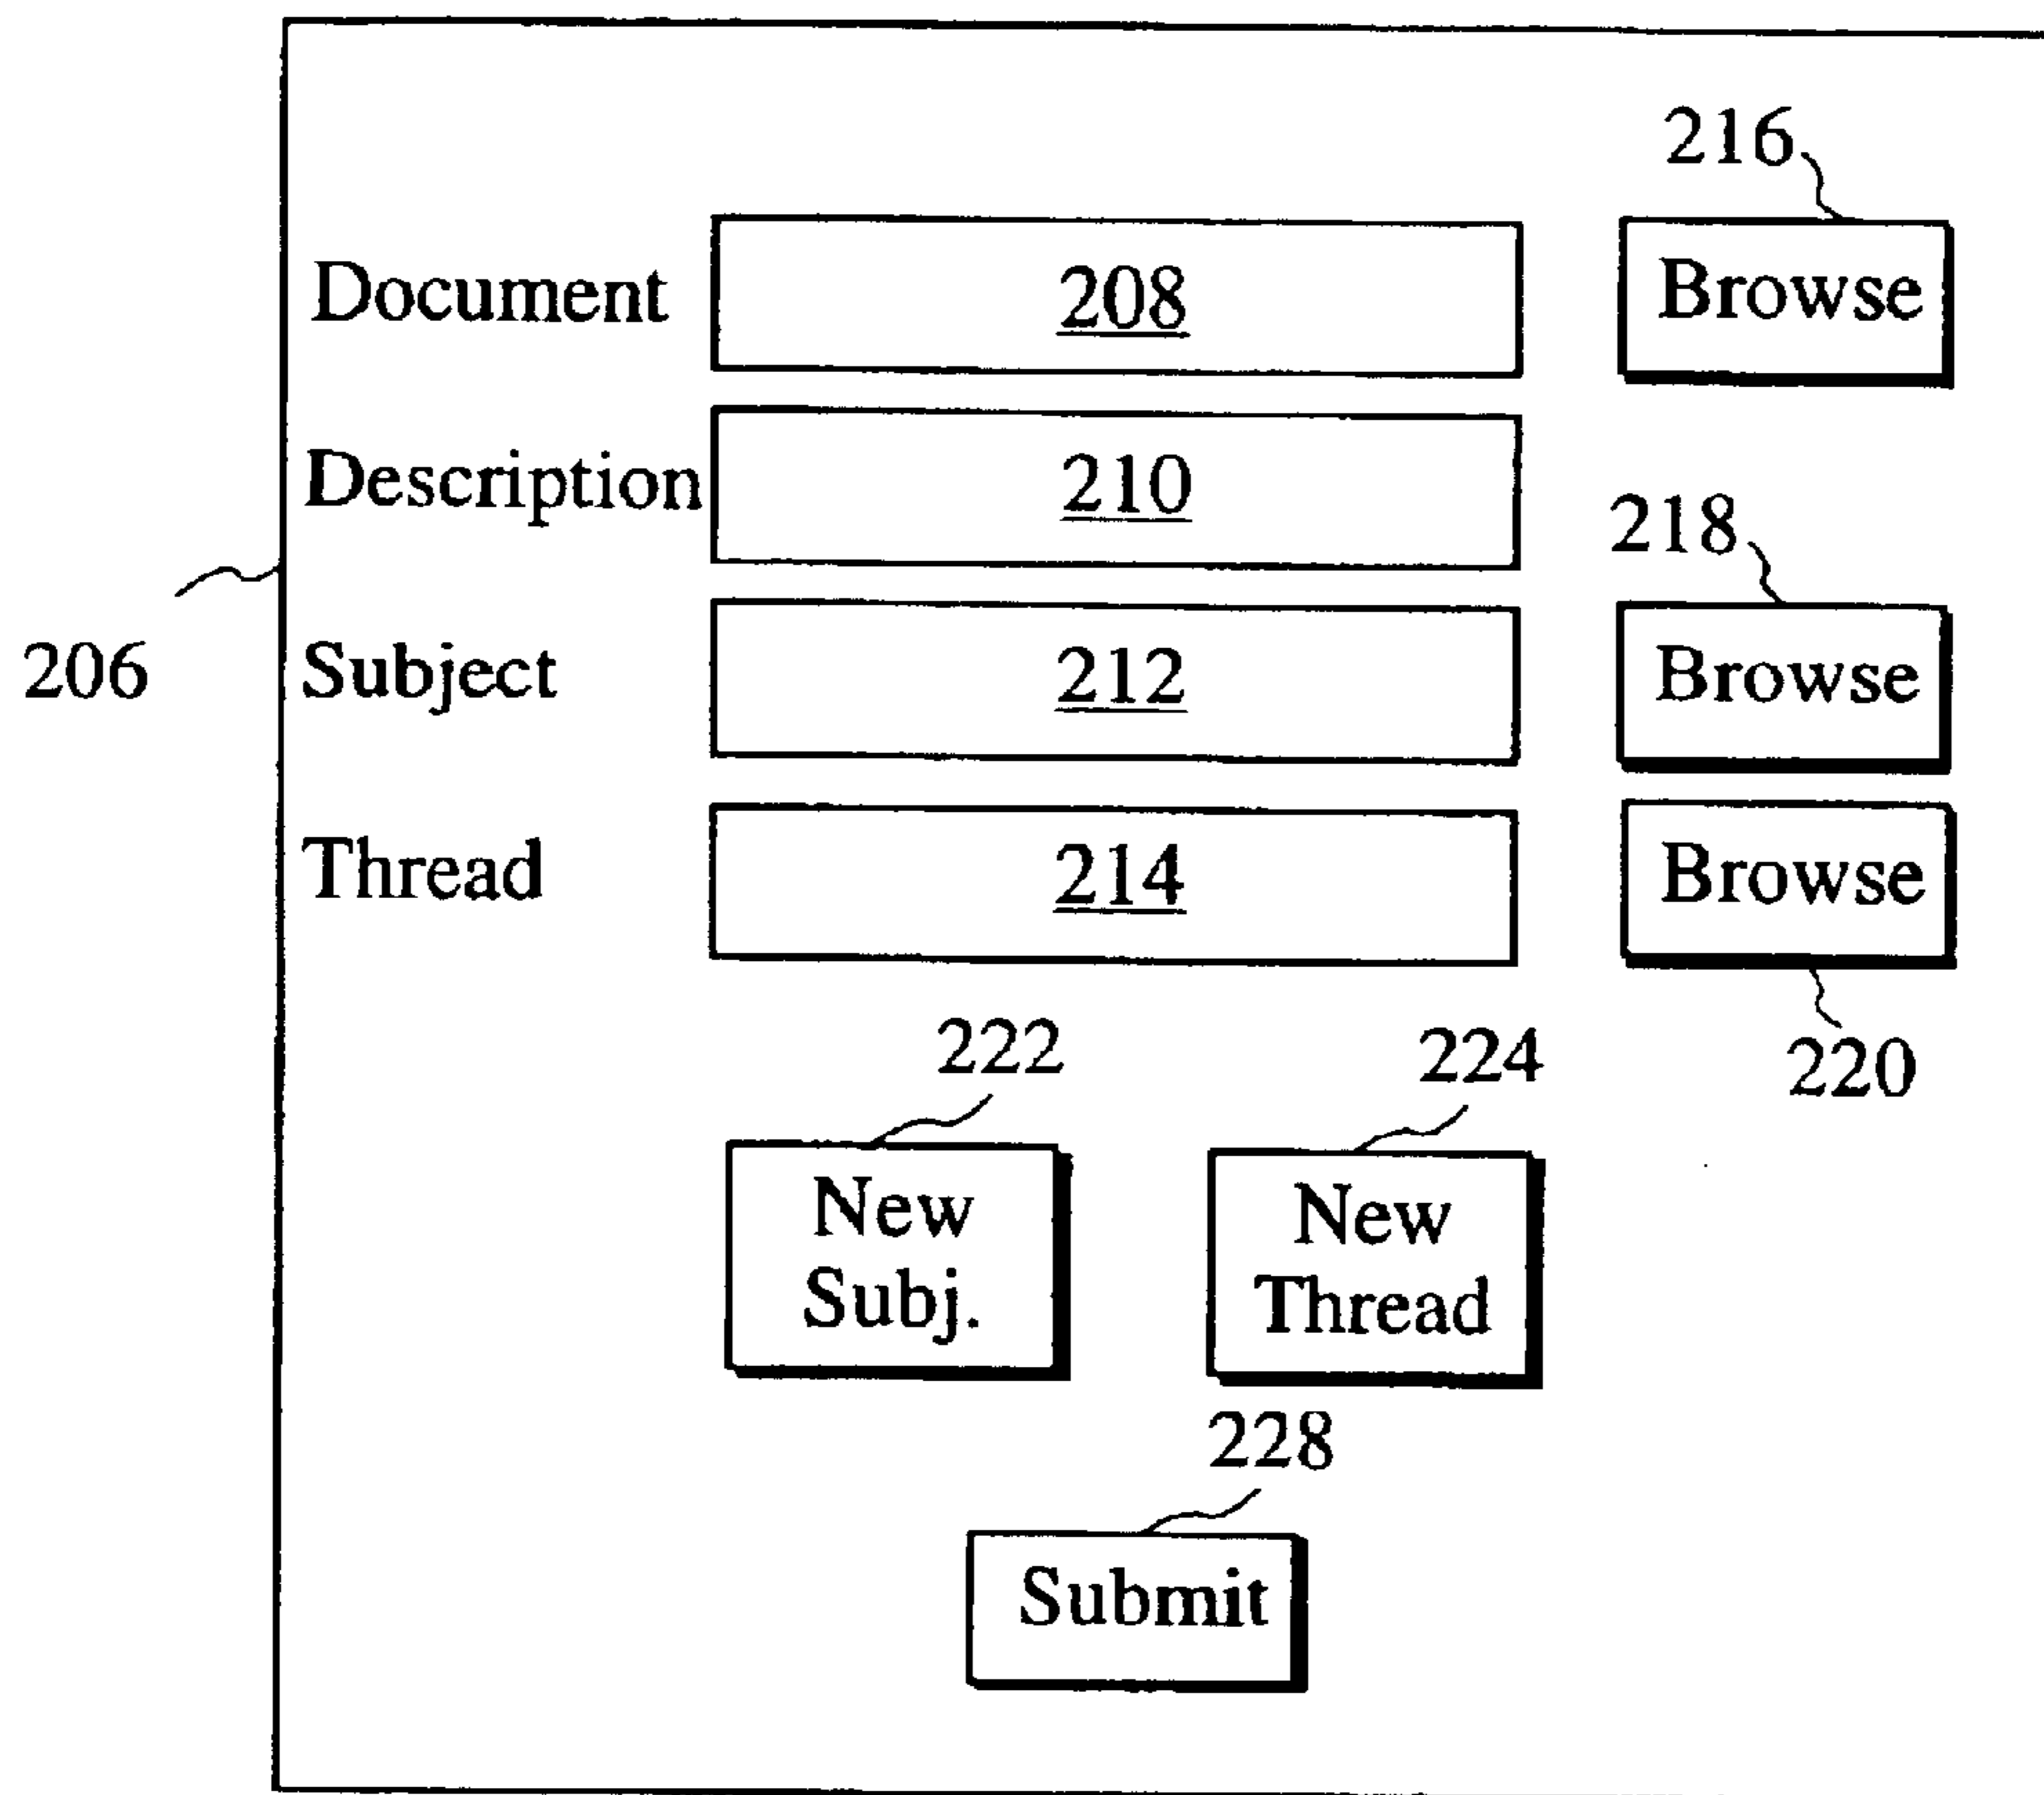 216
Document 208 Browse
Description 210
218
206 Subject 212 Browse
Thread 214 Browse
222 224 220
New Subj.
New Thread
228
Submit